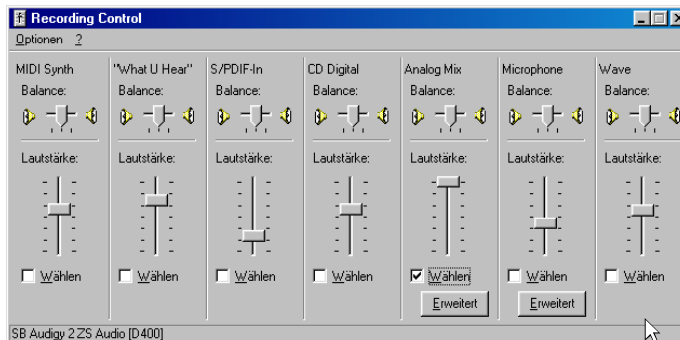 Recording Control
Optionen ?
MIDI Synth "What U Hear" S/PDIF-In CD Digital Analog Mix Microphone Wave
Balance: Balance: Balance: Balance: Balance: Balance: Balance:
Lautstärke: Lautstärke: Lautstärke: Lautstärke: Lautstärke: Lautstärke: Lautstärke:
Wählen Wählen Wählen Wählen Wählen Wählen Wählen
Erweitert Erweitert
SB Audigy 2 ZS Audio [D400]